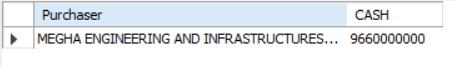 Purchaser CASH
MEGHA ENGINEERING AND INFRASTRUCTURES... 9660000000